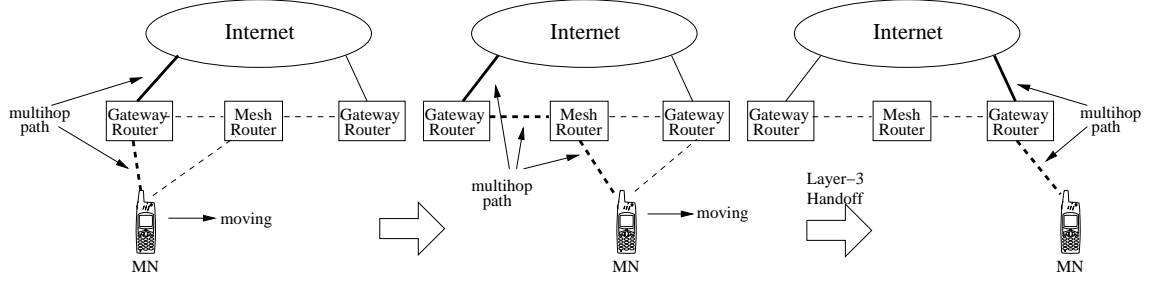 Internet
multihop
path
Gateway
Router
Mesh
Router
Gateway
Router
moving
MN
Internet
Gateway
Router
Mesh
Router
Gateway
Router
multihop
path
moving
MN
Layer−3
Handoff
Internet
Gateway
Router
Mesh
Router
Gateway
Router
multihop
path
MN